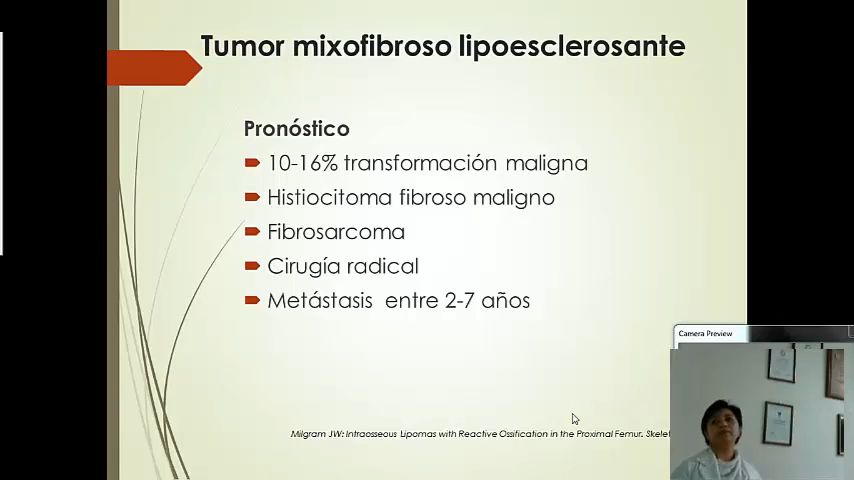 Tumor mixofibroso lipoesclerosante
Pronóstico
10-16% transformación maligna
Histiocitoma fibroso maligno
Fibrosarcoma
Cirugía radical
Metástasis entre 2-7 años
Camera Preview
Milgram JW: Intraosseous Lipomas with Reactive Ossification in the Proximal Femur. Skelet